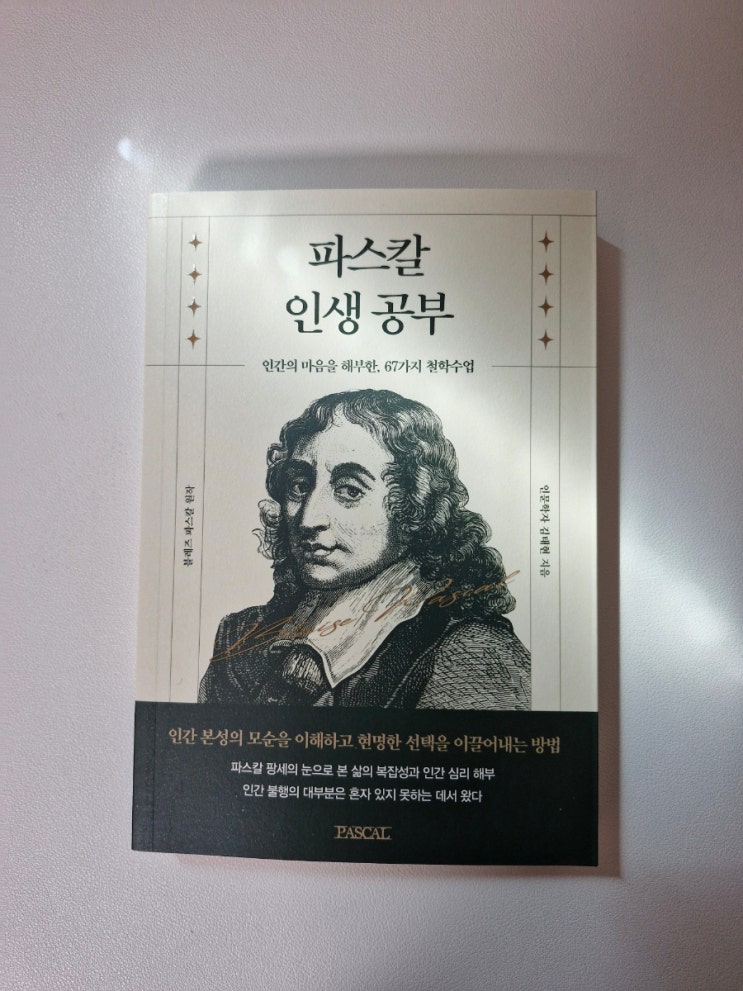 파스칼
인생 공부
인간의 마음을 해부한, 67가지 철학수업
블레즈 파스칼 원작
인문학자 김태현 지음
Blaise Pascal
인간 본성의 모순을 이해하고 현명한 선택을 이끌어내는 방법
파스칼 팡세의 눈으로 본 삶의 복잡성과 인간 심리 해부
인간 불행의 대부분은 혼자 있지 못하는 데서 왔다
PASCAL